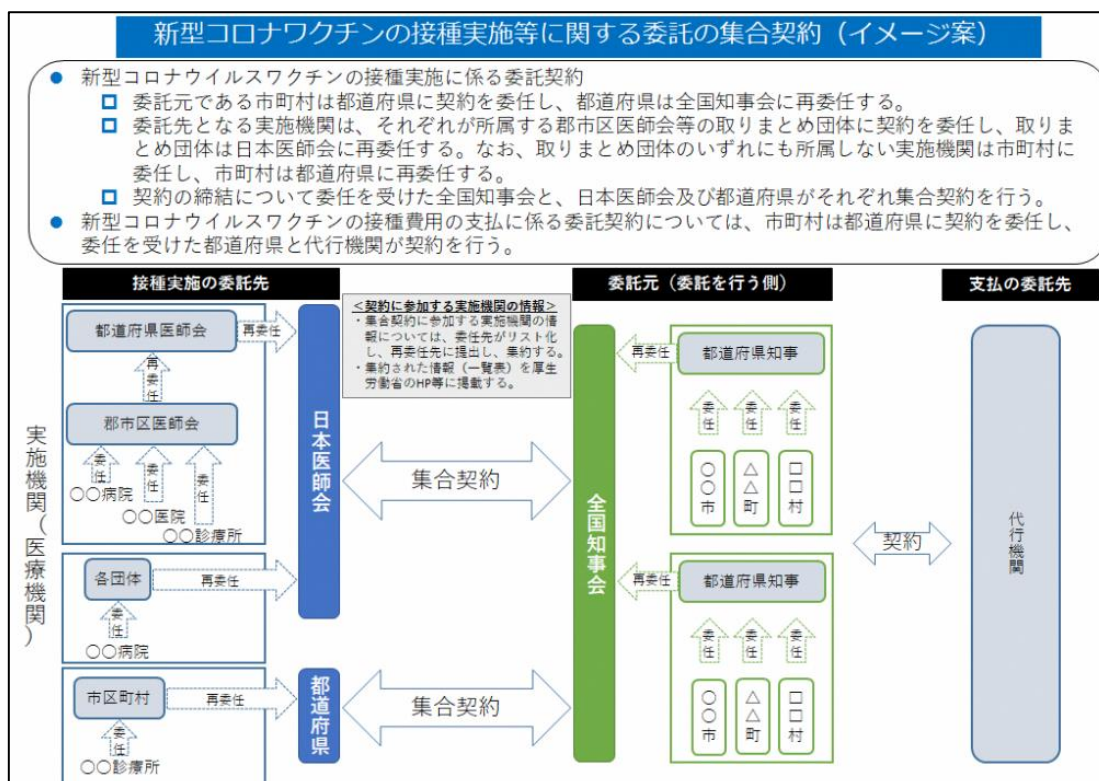 新型コロナワクチンの接種実施等に関する委託の集合契約（イメージ案）
● 新型コロナウイルスワクチンの接種実施に係る委託契約
□ 委託元である市町村は都道府県に契約を委任し、都道府県は全国知事会に再委任する。
□ 委託先となる実施機関は、それぞれが所属する郡市区医師会等の取りまとめ団体に契約を委任し、取りま
とめ団体は日本医師会に再委任する。なお、取りまとめ団体のいずれにも所属しない実施機関は市町村に
委任し、市町村は都道府県に再委任する。
□ 契約の締結について委任を受けた全国知事会と、日本医師会及び都道府県がそれぞれ集合契約を行う。
● 新型コロナウイルスワクチンの接種費用の支払に係る委託契約については、市町村は都道府県に契約を委任し、
委任を受けた都道府県と代行機関が契約を行う。
接種実施の委託先
委託元（委託を行う側）
支払の委託先
実施機関（医療機関）
都道府県医師会
再委任
再委任
郡市区医師会
委任
委任
委任
〇〇病院
〇〇医院
〇〇診療所
各団体
再委任
委任
〇〇病院
市区町村
再委任
委任
〇〇診療所
日本医師会
都道府県
＜契約に参加する実施機関の情報＞
・集合契約に参加する実施機関の情
報については、委任先がリスト化
し、再委任先に提出し、集約する。
・集約された情報（一覧表）を厚生
労働省のHP等に掲載する。
集合契約
集合契約
全国知事会
再委任
都道府県知事
委任
委任
委任
〇〇市
△△町
□□村
再委任
都道府県知事
委任
委任
委任
〇〇市
△△町
□□村
契約
代行機関